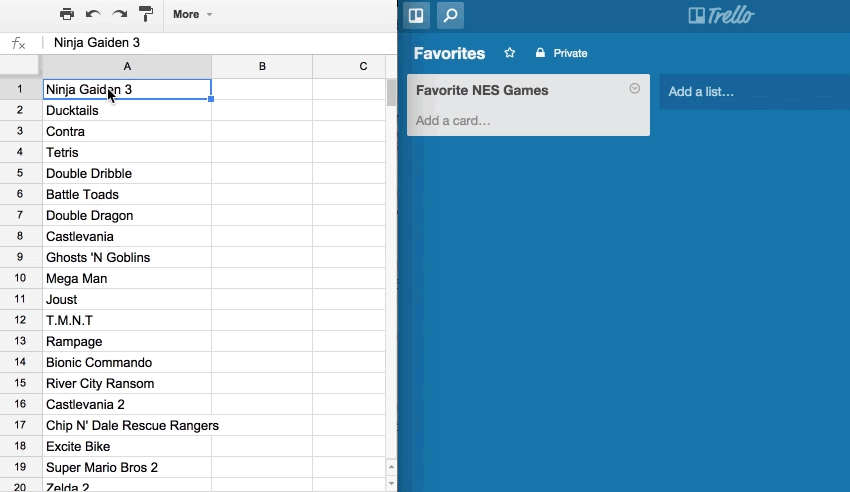 More
fx Ninja Gaiden 3
A B C
1 Ninja Gaiden 3
2 Ducktails
3 Contra
4 Tetris
5 Double Dribble
6 Battle Toads
7 Double Dragon
8 Castlevania
9 Ghosts 'N Goblins
10 Mega Man
11 Joust
12 T.M.N.T
13 Rampage
14 Bionic Commando
15 River City Ransom
16 Castlevania 2
17 Chip N' Dale Rescue Rangers
18 Excite Bike
19 Super Mario Bros 2
20 Zelda 2
Trello
Favorites Private
Favorite NES Games
Add a card...
Add a list...